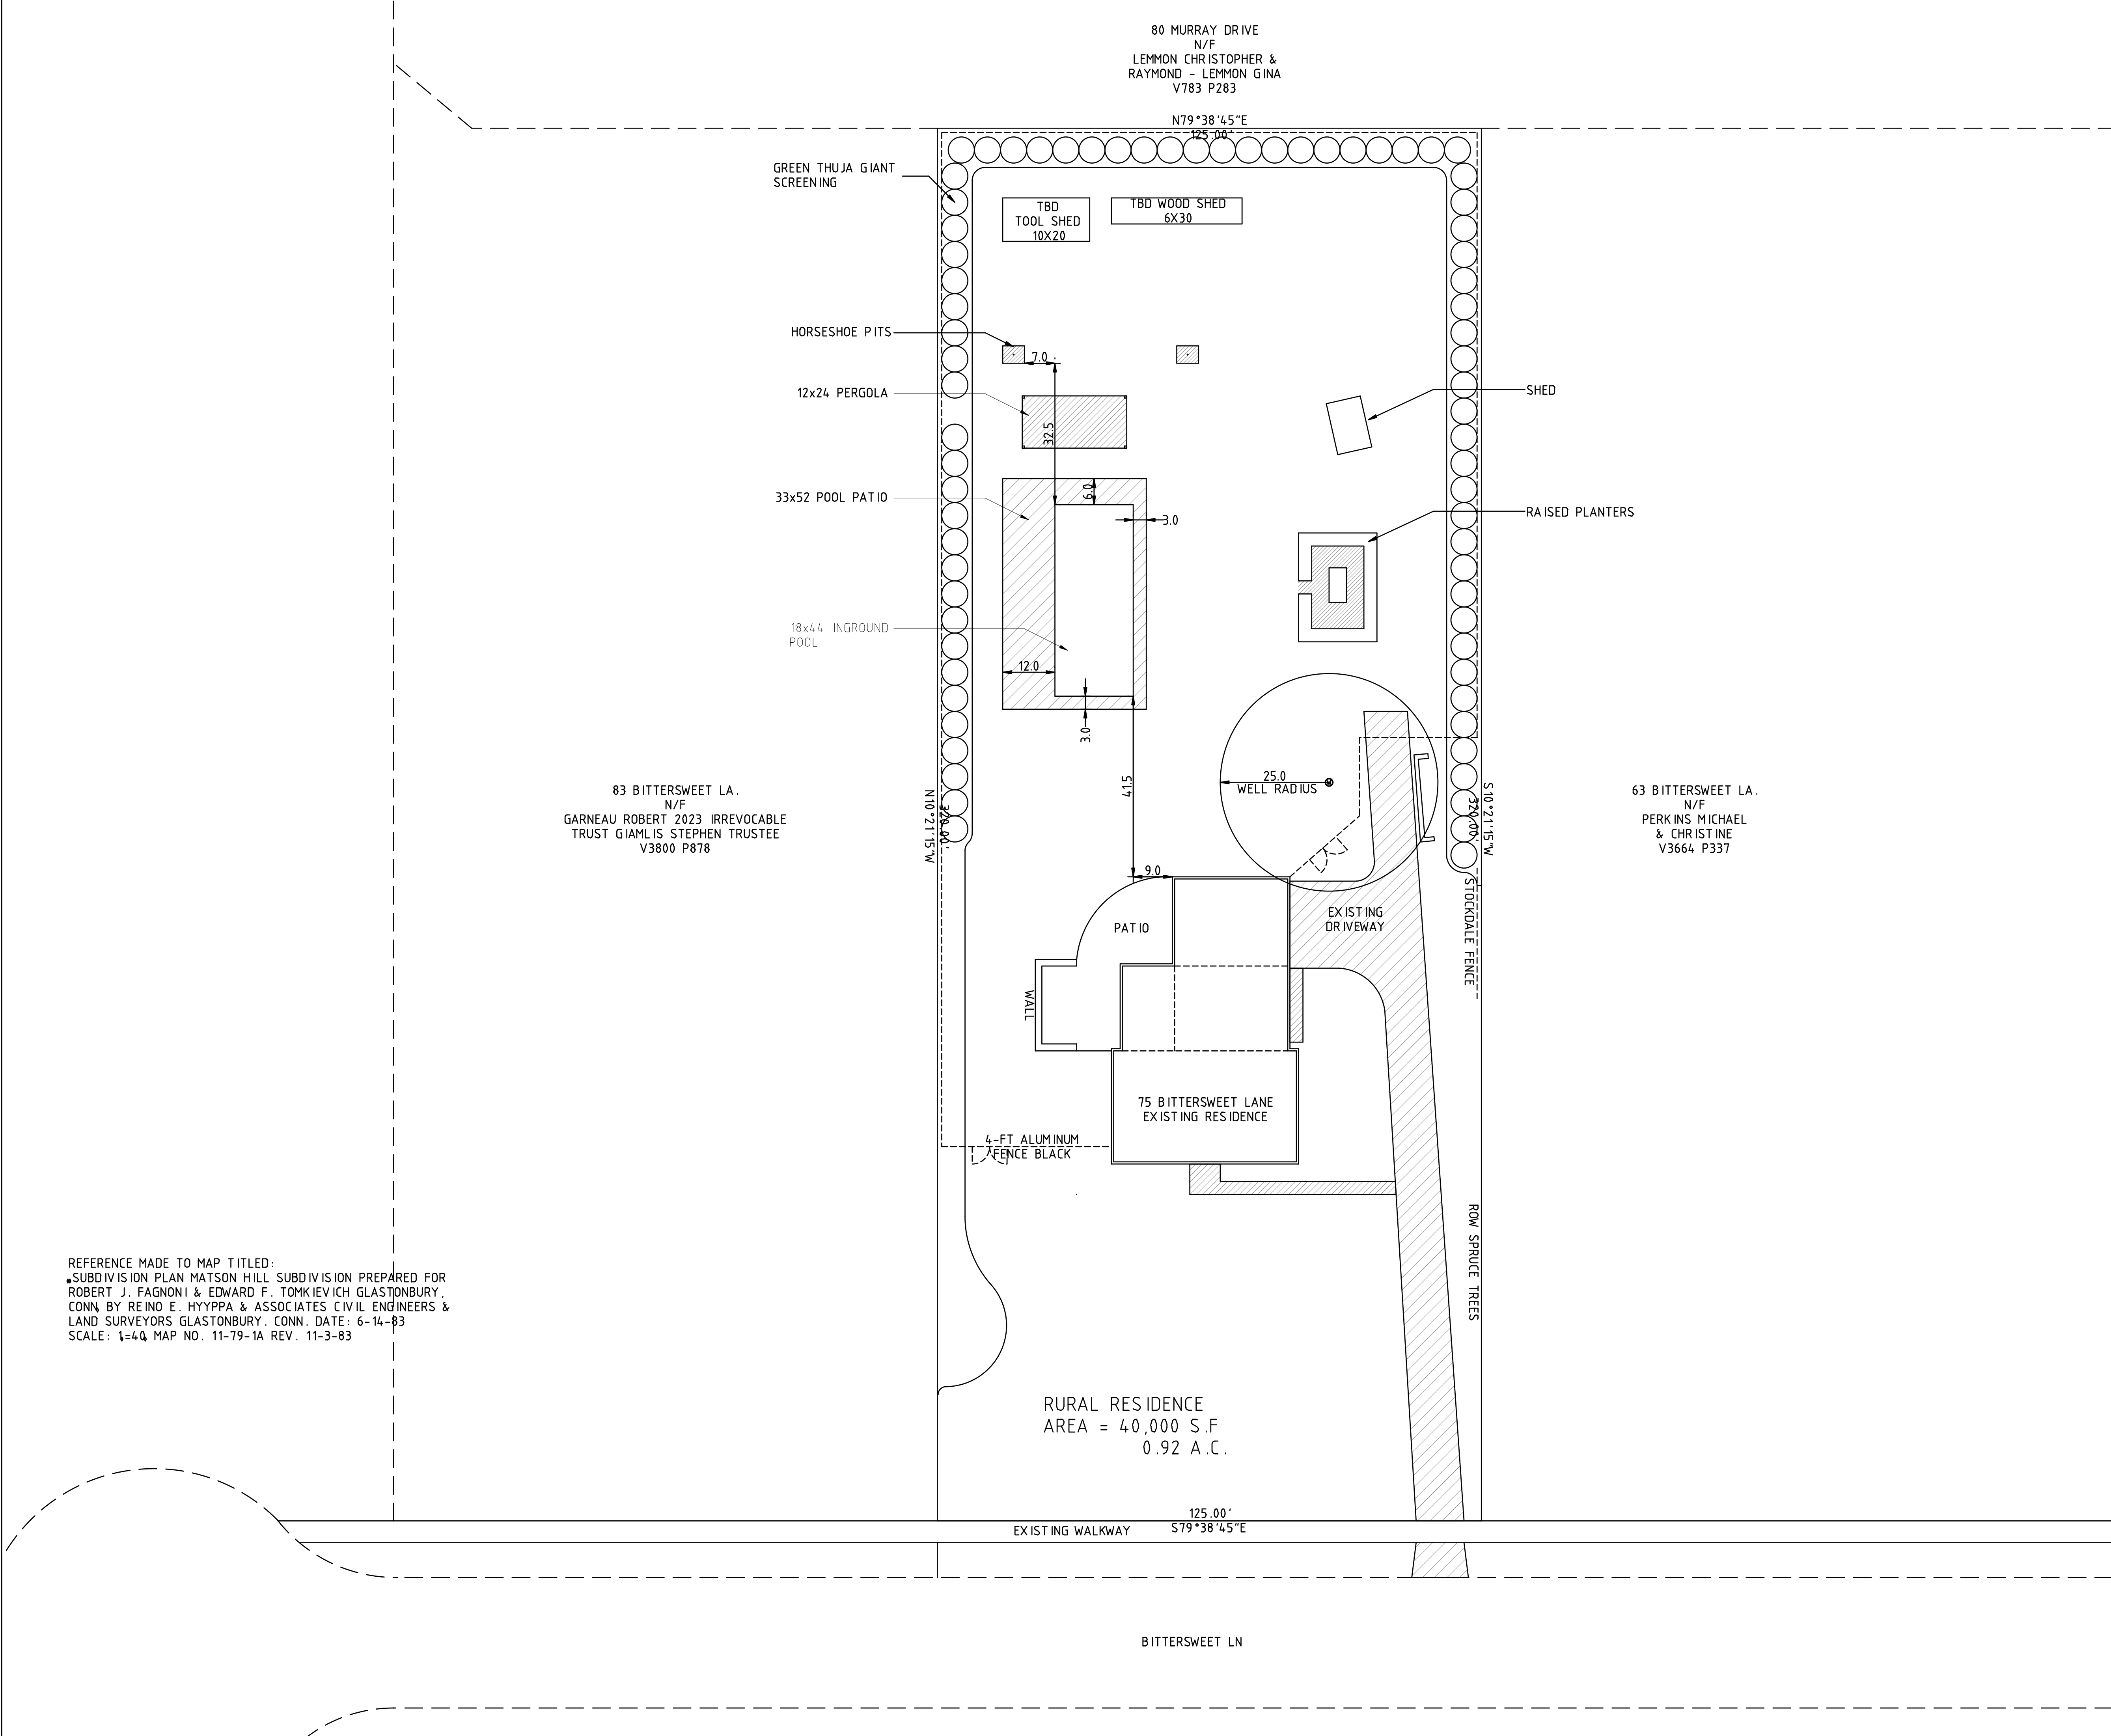 80 MURRAY DRIVE
N/F
LEMMON CHRISTOPHER &
RAYMOND - LEMMON GINA
V783 P283
N79°38'45"E
125.00'
GREEN THUJA GIANT
SCREENING
TBD
TOOL SHED
10X20
TBD WOOD SHED
6X30
HORSESHOE PITS
7.0
12x24 PERGOLA
32.5
SHED
33x52 POOL PATIO
6.0
3.0
RAISED PLANTERS
18x44 INGROUND
POOL
12.0
3.0
41.5
25.0
WELL RADIUS
83 BITTERSWEET LA.
N/F
GARNEAU ROBERT 2023 IRREVOCABLE
TRUST GIAMLIS STEPHEN TRUSTEE
V3800 P878
N10°21'15"W
320.00'
S10°21'15"W
320.00'
63 BITTERSWEET LA.
N/F
PERKINS MICHAEL
& CHRISTINE
V3664 P337
9.0
PATIO
EXISTING
DRIVEWAY
STOCKDALE FENCE
WALL
75 BITTERSWEET LANE
EXISTING RESIDENCE
4-FT ALUMINUM
FENCE BLACK
ROW SPRUCE TREES
REFERENCE MADE TO MAP TITLED:
"SUBDIVISION PLAN MATSON HILL SUBDIVISION PREPARED FOR
ROBERT J. FAGNONI & EDWARD F. TOMKIEVICH GLASTONBURY,
CONN" BY REINO E. HYYPPA & ASSOCIATES CIVIL ENGINEERS &
LAND SURVEYORS GLASTONBURY. CONN. DATE: 6-14-83
SCALE: 1"=40' MAP NO. 11-79-1A REV. 11-3-83
RURAL RESIDENCE
AREA = 40,000 S.F
0.92 A.C.
125.00'
S79°38'45"E
EXISTING WALKWAY
BITTERSWEET LN